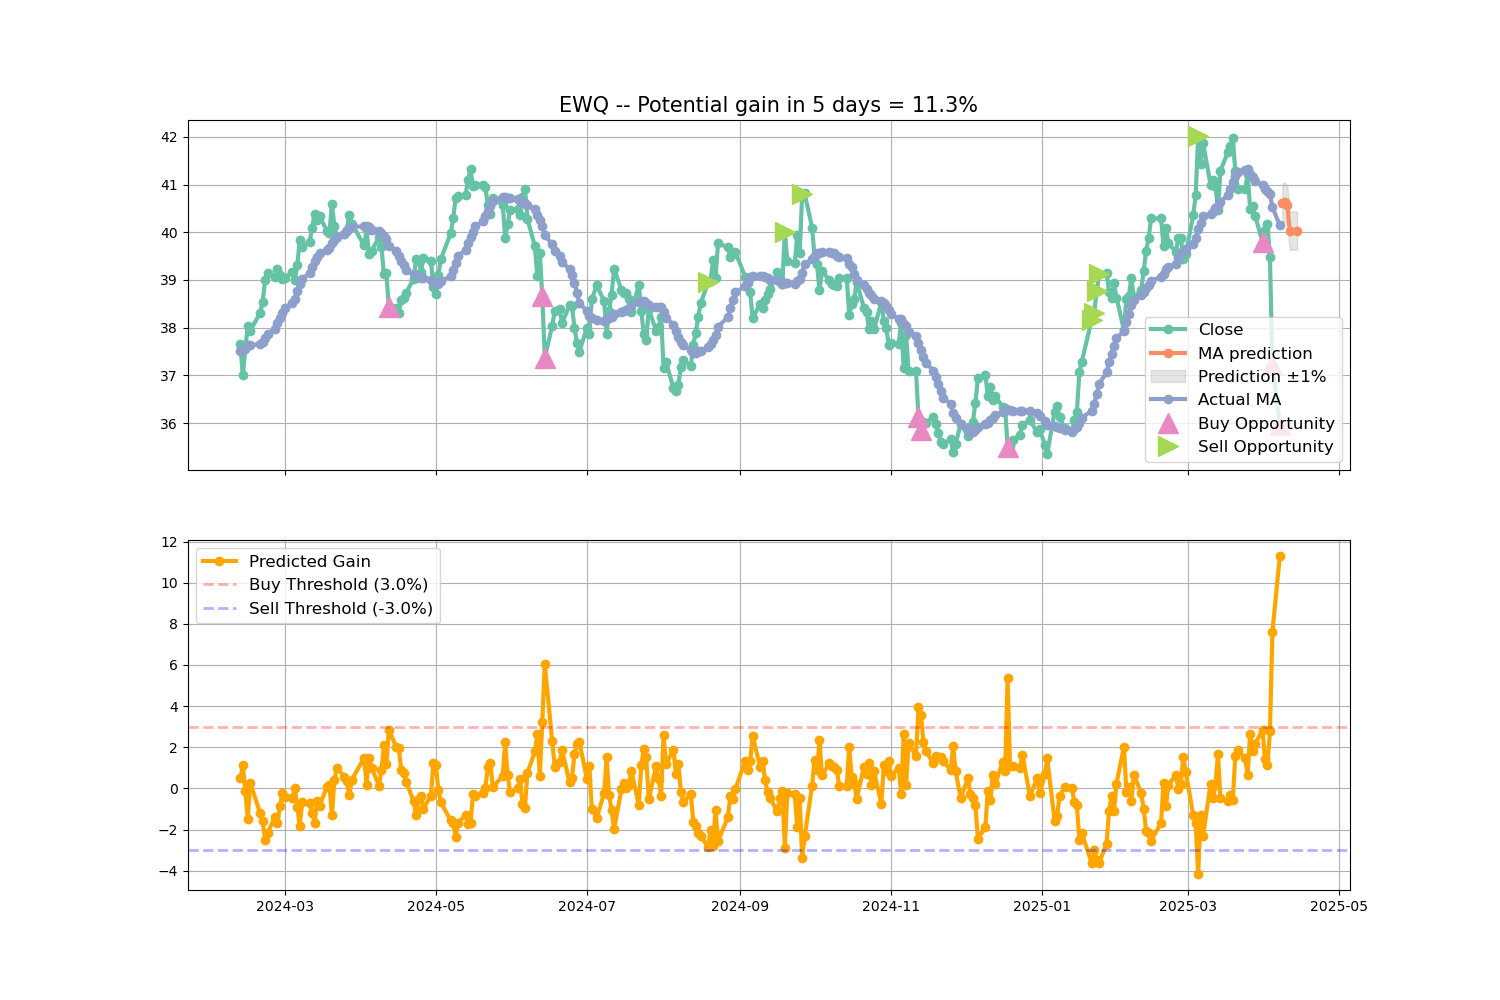 EWQ -- Potential gain in 5 days = 11.3%
42
41
40
39
38
37
36
Close
MA prediction
Prediction ±1%
Actual MA
Buy Opportunity
Sell Opportunity
12
10
8
6
4
2
0
−2
−4
Predicted Gain
Buy Threshold (3.0%)
Sell Threshold (-3.0%)
2024-03 2024-05 2024-07 2024-09 2024-11 2025-01 2025-03 2025-05